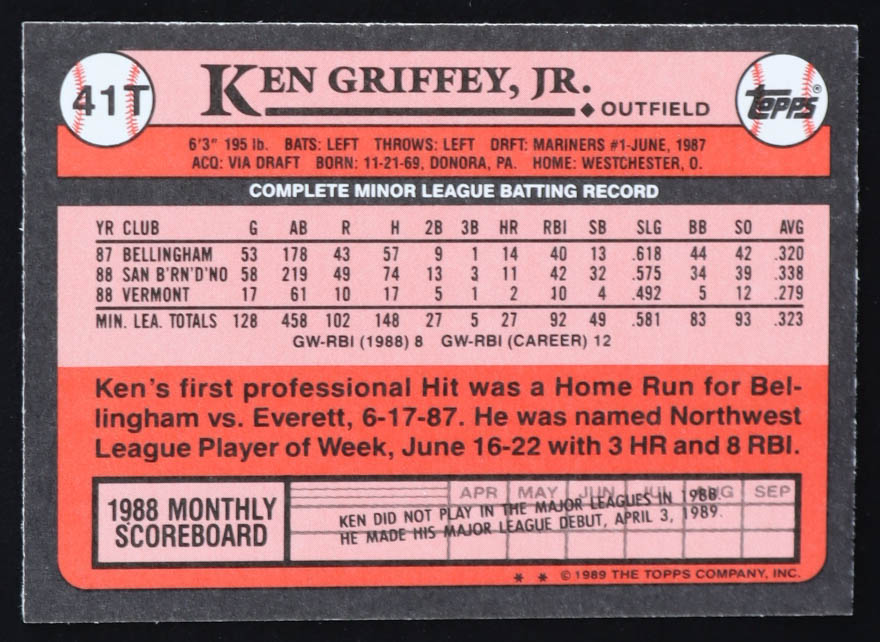 41T
KEN GRIFFEY, JR.
◆ OUTFIELD
TOPPS®
6'3" 195 lb. BATS: LEFT THROWS: LEFT DRFT: MARINERS #1-JUNE, 1987
ACQ: VIA DRAFT BORN: 11-21-69, DONORA, PA. HOME: WESTCHESTER, O.
COMPLETE MINOR LEAGUE BATTING RECORD
YR CLUB G AB R H 2B 3B HR RBI SB SLG BB SO AVG
87 BELLINGHAM 53 178 43 57 9 1 14 40 13 .618 44 42 .320
88 SAN B'RN'D'NO 58 219 49 74 13 3 11 42 32 .575 34 39 .338
88 VERMONT 17 61 10 17 5 1 2 10 4 .492 5 12 .279
MIN. LEA. TOTALS 128 458 102 148 27 5 27 92 49 .581 83 93 .323
GW-RBI (1988) 8 GW-RBI (CAREER) 12
Ken's first professional Hit was a Home Run for Bel-
lingham vs. Everett, 6-17-87. He was named Northwest
League Player of Week, June 16-22 with 3 HR and 8 RBI.
1988 MONTHLY
SCOREBOARD
APR MAY JUN JUL AUG SEP
KEN DID NOT PLAY IN THE MAJOR LEAGUES IN 1988.
HE MADE HIS MAJOR LEAGUE DEBUT, APRIL 3, 1989.
* * © 1989 THE TOPPS COMPANY, INC.